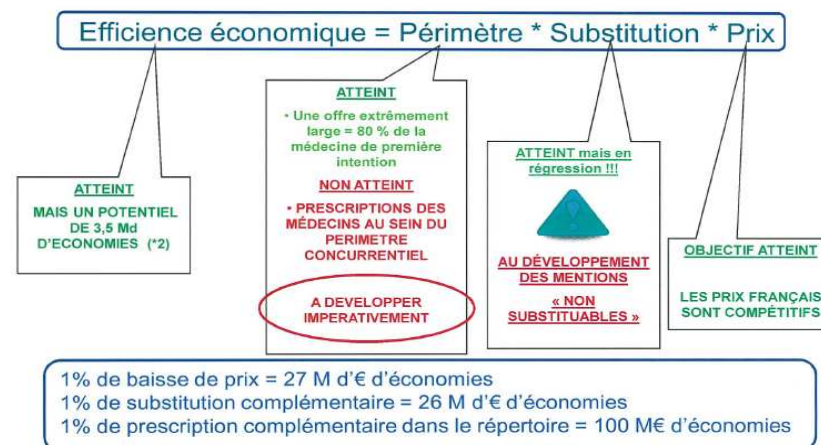 Efficience économique = Périmètre * Substitution * Prix
ATTEINT
MAIS UN POTENTIEL
DE 3,5 Md
D'ECONOMIES (*2)
ATTEINT
• Une offre extrêmement
large = 80 % de la
médecine de première
intention
NON ATTEINT
• PRESCRIPTIONS DES
MÉDECINS AU SEIN DU
PERIMETRE
CONCURRENTIEL
A DEVELOPPER
IMPERATIVEMENT
ATTEINT mais en
régression !!!
!
AU DÉVELOPPEMENT
DES MENTIONS
« NON
SUBSTITUABLES »
OBJECTIF ATTEINT
LES PRIX FRANÇAIS
SONT COMPÉTITIFS
1% de baisse de prix = 27 M d'€ d'économies
1% de substitution complémentaire = 26 M d'€ d'économies
1% de prescription complémentaire dans le répertoire = 100 M€ d'économies